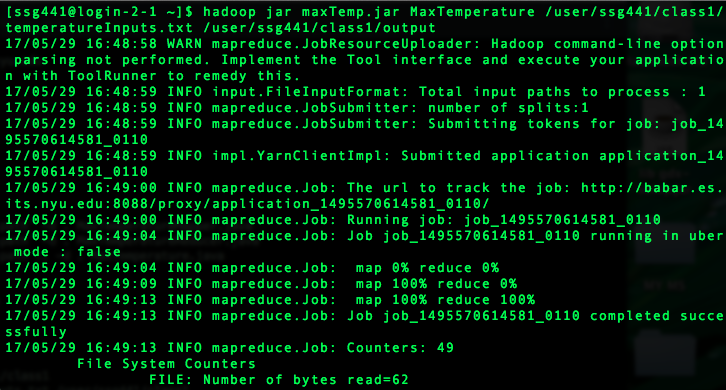 [ssg441@login-2-1 ~]$ hadoop jar maxTemp.jar MaxTemperature /user/ssg441/class1/
temperatureInputs.txt /user/ssg441/class1/output
17/05/29 16:48:58 WARN mapreduce.JobResourceUploader: Hadoop command-line option
 parsing not performed. Implement the Tool interface and execute your applicatio
n with ToolRunner to remedy this.
17/05/29 16:48:59 INFO input.FileInputFormat: Total input paths to process : 1
17/05/29 16:48:59 INFO mapreduce.JobSubmitter: number of splits:1
17/05/29 16:48:59 INFO mapreduce.JobSubmitter: Submitting tokens for job: job_14
95570614581_0110
17/05/29 16:48:59 INFO impl.YarnClientImpl: Submitted application application_14
95570614581_0110
17/05/29 16:49:00 INFO mapreduce.Job: The url to track the job: http://babar.es.
its.nyu.edu:8088/proxy/application_1495570614581_0110/
17/05/29 16:49:00 INFO mapreduce.Job: Running job: job_1495570614581_0110
17/05/29 16:49:04 INFO mapreduce.Job: Job job_1495570614581_0110 running in uber
 mode : false
17/05/29 16:49:04 INFO mapreduce.Job:  map 0% reduce 0%
17/05/29 16:49:09 INFO mapreduce.Job:  map 100% reduce 0%
17/05/29 16:49:13 INFO mapreduce.Job:  map 100% reduce 100%
17/05/29 16:49:13 INFO mapreduce.Job: Job job_1495570614581_0110 completed succe
ssfully
17/05/29 16:49:13 INFO mapreduce.Job: Counters: 49
        File System Counters
                FILE: Number of bytes read=62